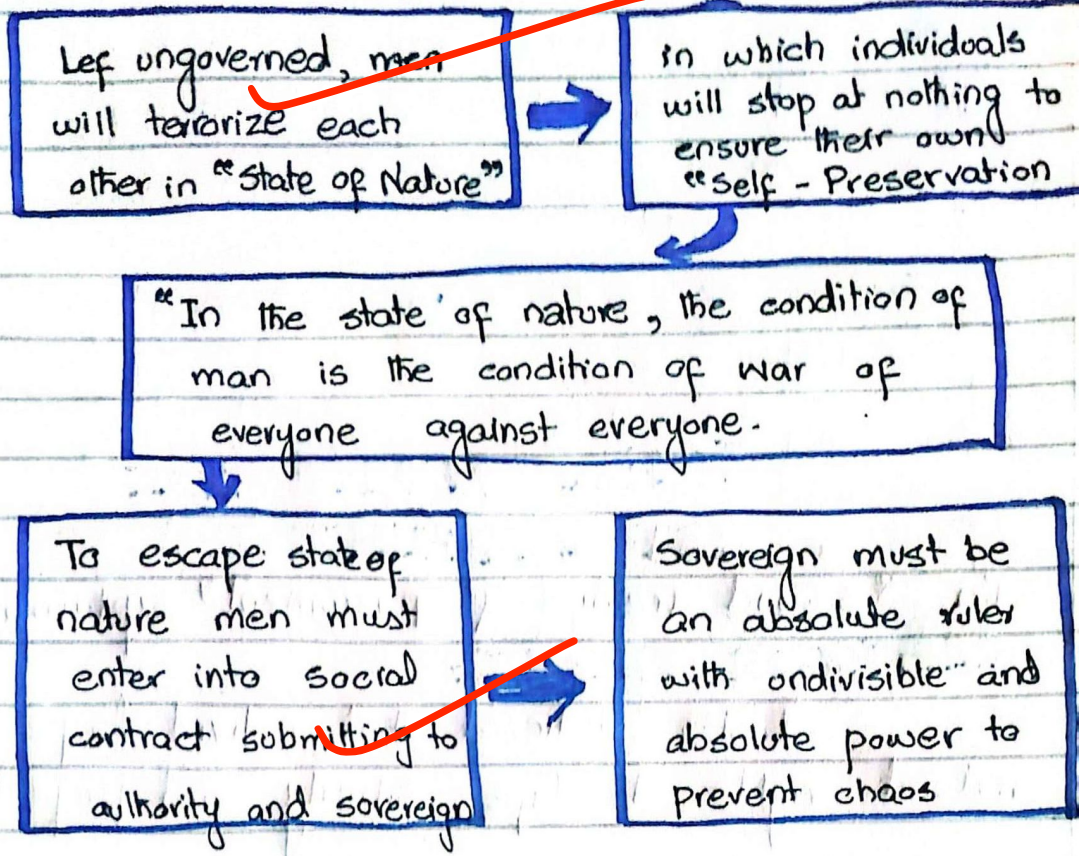 Lef ungoverned, men
will terrorize each
other in "State of Nature"
in which individuals
will stop at nothing to
ensure their own
"Self - Preservation
"In the state of nature, the condition of
man is the condition of war of
everyone against everyone.
To escape state of
nature men must
enter into social
contract submitting to
authority and sovereign
Sovereign must be
an absolute ruler
with undivisible and
absolute power to
prevent chaos